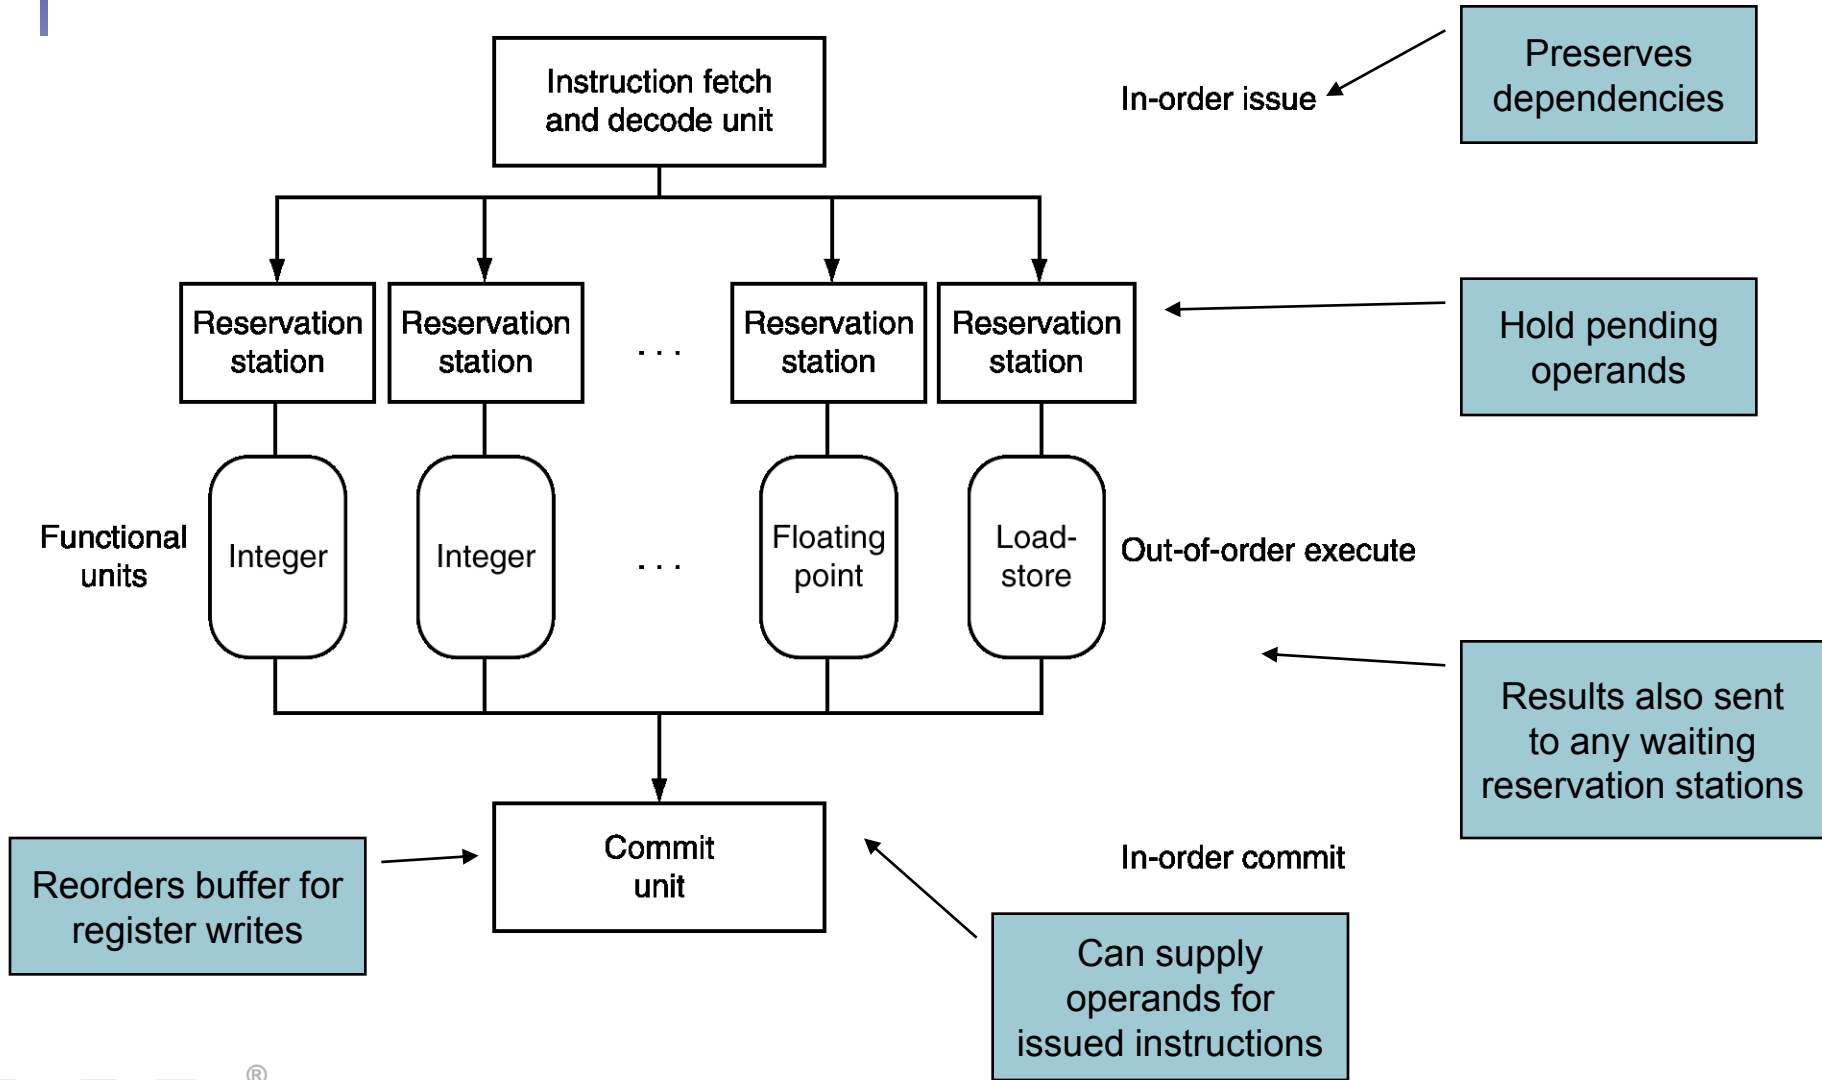 Preserves
dependencies
Instruction fetch
and decode unit
In-order issue
Reservation
station
Reservation
station
. . .
Reservation
station
Reservation
station
Hold pending
operands
Functional
units
Integer
Integer
. . .
Floating
point
Load-
store
Out-of-order execute
Results also sent
to any waiting
reservation stations
Commit
unit
In-order commit
Reorders buffer for
register writes
Can supply
operands for
issued instructions
®